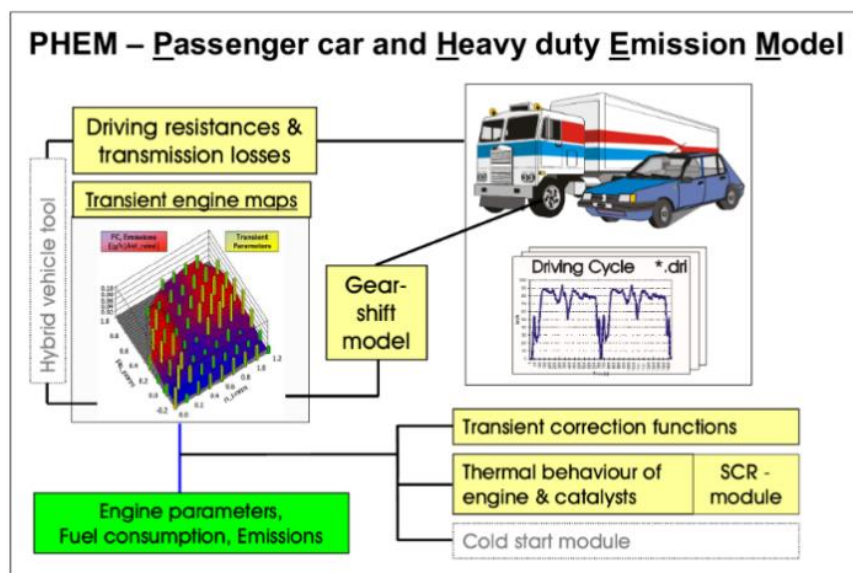 PHEM – Passenger car and Heavy duty Emission Model
Driving resistances &
transmission losses
Hybrid vehicle tool
Transient engine maps
FC, Emissions
Transient
Parameters
Gear-
shift
model
Driving Cycle *.dri
Transient correction functions
Thermal behaviour of
engine & catalysts
SCR -
module
Cold start module
Engine parameters,
Fuel consumption, Emissions